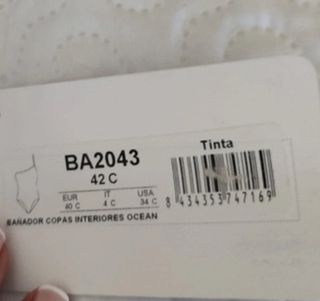 Tinta
BA2043
42 C
EUR IT USA
40 C 4 C 34 C
8 434353 747169
BAÑADOR COPAS INTERIORES OCEAN